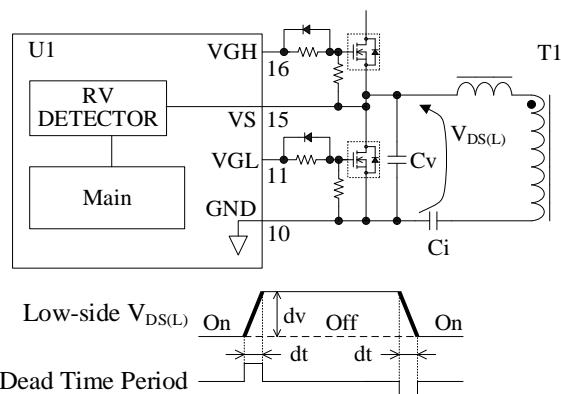 U1
VGH
16
T1
RV
DETECTOR
VS 15
VDS(L)
VGL
11
Cv
Main
GND
10
Ci
Low-side VDS(L)
On
dv
Off
On
dt
dt
Dead Time Period